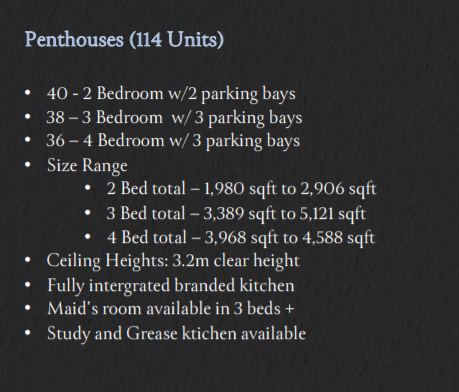 Penthouses (114 Units)
• 40 - 2 Bedroom w/2 parking bays
• 38 – 3 Bedroom w/ 3 parking bays
• 36 – 4 Bedroom w/ 3 parking bays
• Size Range
• 2 Bed total – 1,980 sqft to 2,906 sqft
• 3 Bed total – 3,389 sqft to 5,121 sqft
• 4 Bed total – 3,968 sqft to 4,588 sqft
• Ceiling Heights: 3.2m clear height
• Fully intergrated branded kitchen
• Maid's room available in 3 beds +
• Study and Grease ktichen available